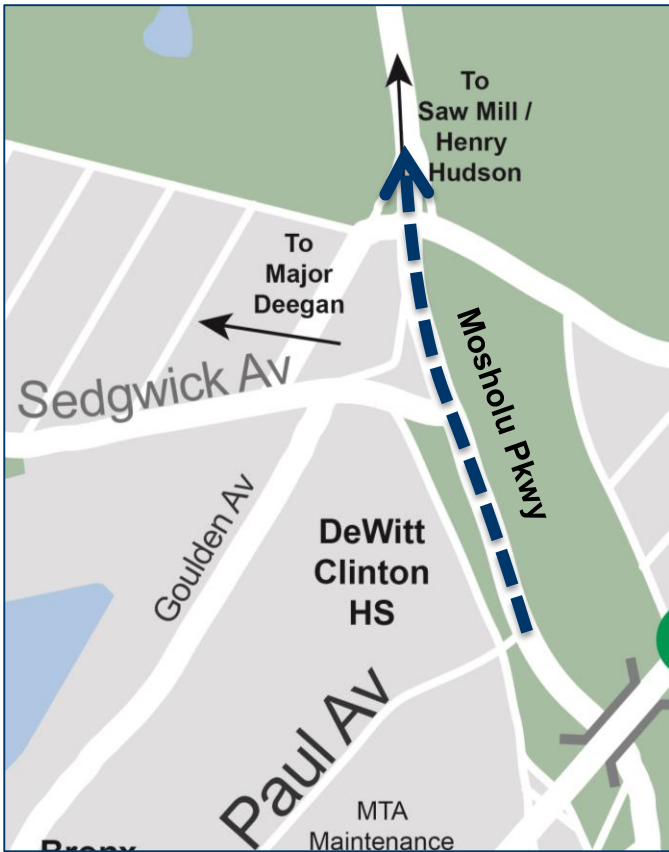 To
Saw Mill /
Henry
Hudson
To
Major
Deegan
Mosholu Pkwy
Sedgwick Av
Goulden Av
DeWitt
Clinton
HS
Paul Av
MTA
Maintenance
Bronx